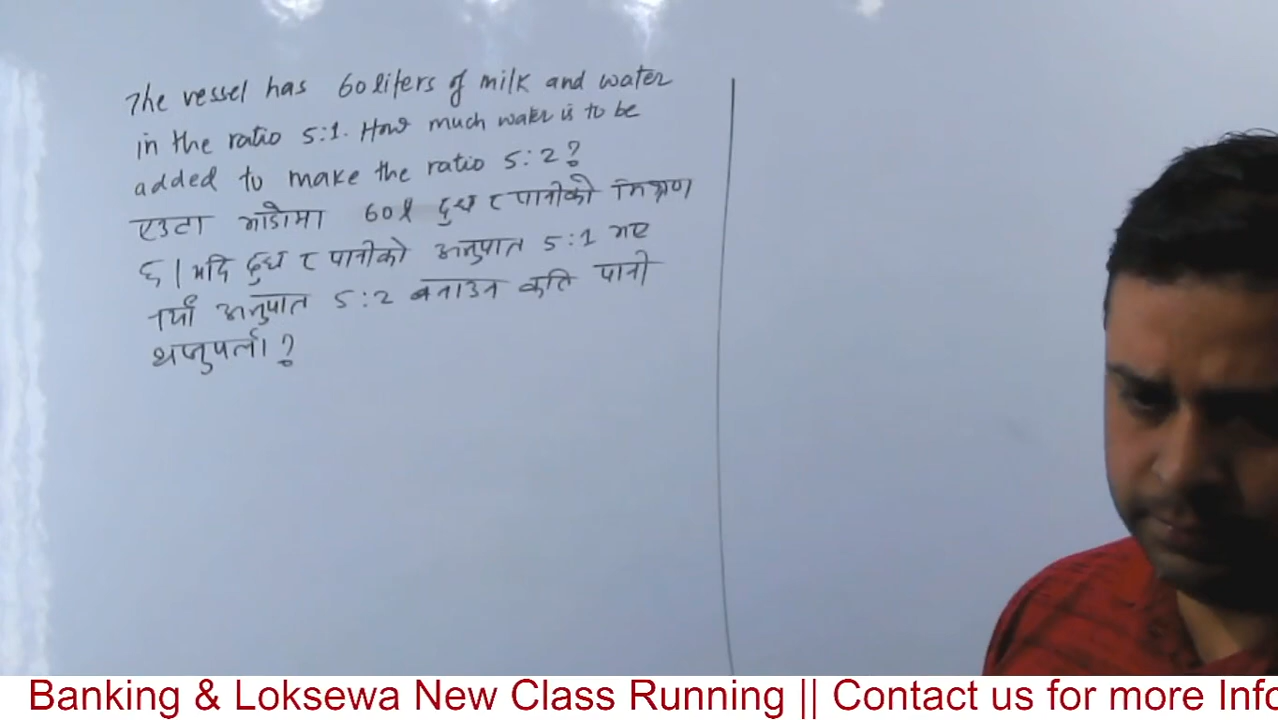 The vessel has 60 liters of milk and water
in the ratio 5:1. How much water is to be
added to make the ratio 5:2?
एउटा भाडोमा 60l दुध र पानीको मिश्रण
छ । यदि दुध र पानीको अनुपात 5:1 भए
नयाँ अनुपात 5:2 बनाउन कति पानी
थप्नुपर्ला ?
Banking & Loksewa New Class Running || Contact us for more Info